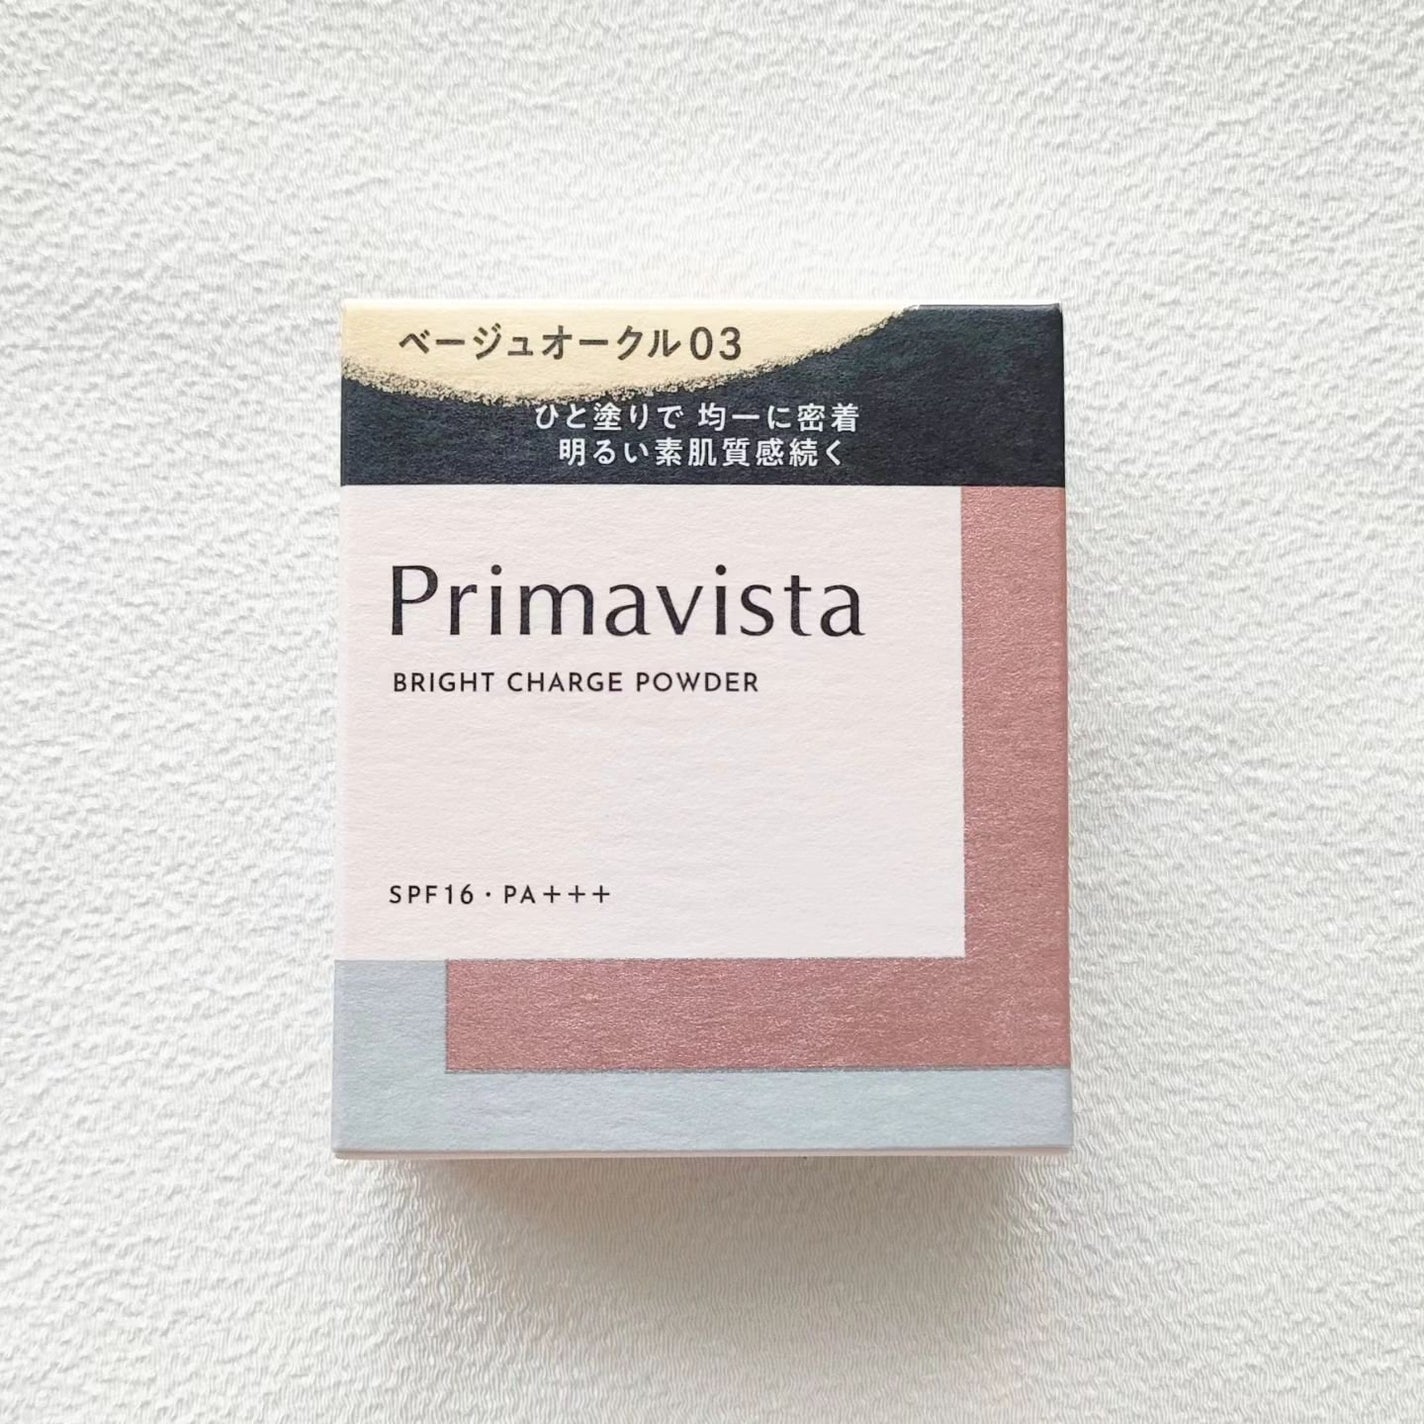 ベージュオークル03
ひと塗りで 均一に密着
明るい素肌質感続く
Primavista
BRIGHT CHARGE POWDER
SPF16・PA+++